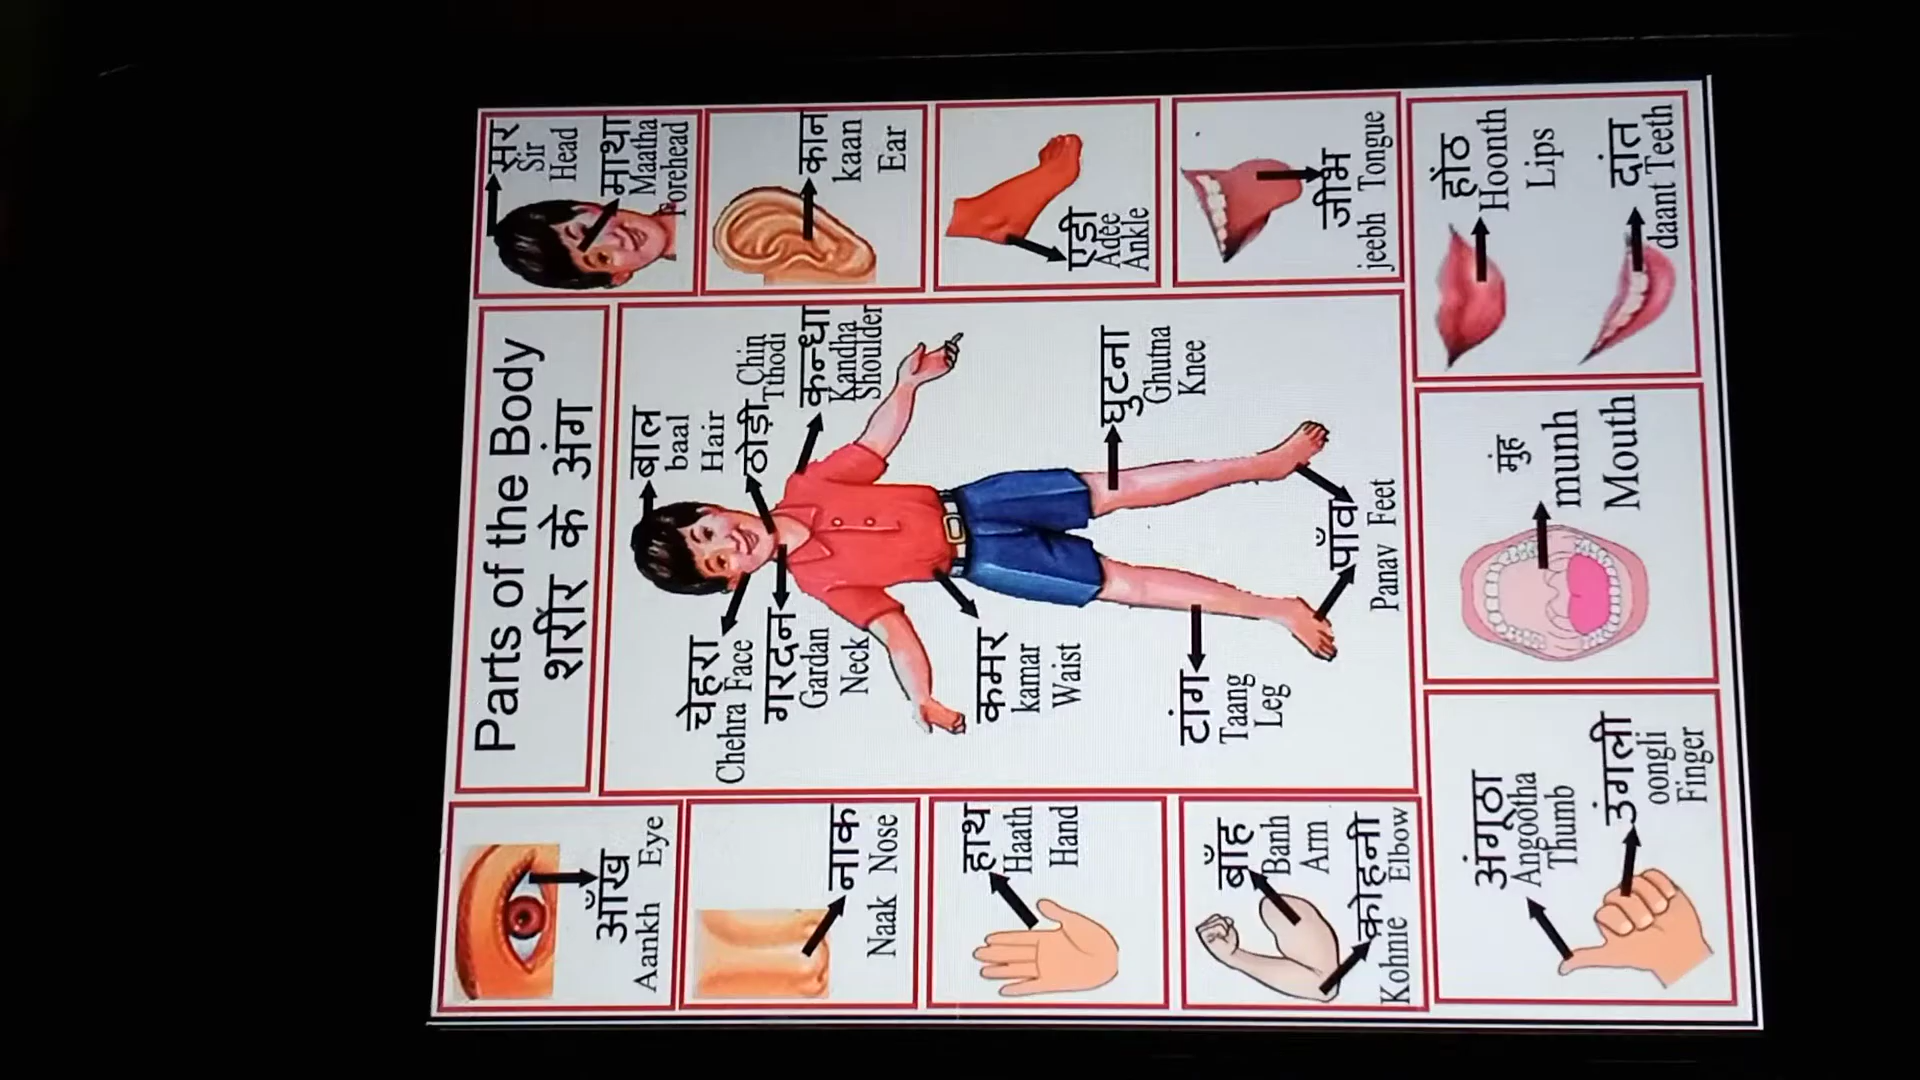 Parts of the Body
शरीर के अंग
आँख
Aankh Eye
सर
Sir
Head
माथा
Maatha
Forehead
नाक
Naak Nose
कान
kaan
Ear
हाथ
Haath
Hand
एडी
Adee
Ankle
बाँह
Banh
Arm
कोहनी
Kohnie Elbow
जीभ
jeebh Tongue
बाल
baal
Hair
ठोड़ी Chin
Tthodi
कन्धा
Kandha
Shoulder
चेहरा
Chehra Face
गरदन
Gardan
Neck
कमर
kamar
Waist
घुटना
Ghutna
Knee
टांग
Taang
Leg
पाँव
Panav Feet
अंगूठा
Angootha
Thumb
उंगली
oongli
Finger
मुंह
munh
Mouth
होंठ
Hoonth
Lips
दांत
daant Teeth